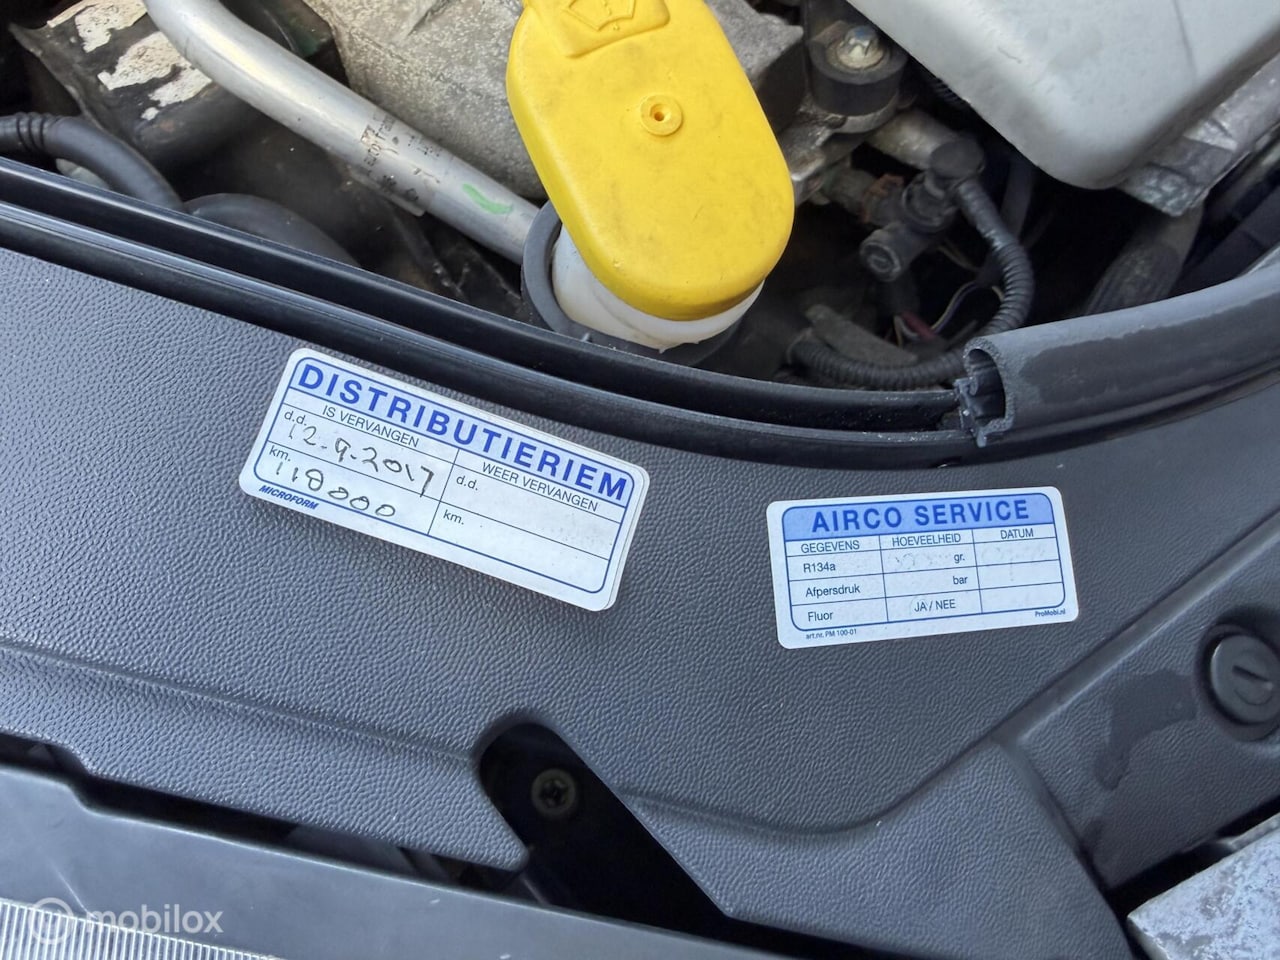 DISTRIBUTIERIEM
IS VERVANGEN
WEER VERVANGEN
d.d. 12-9-2017
d.d.
km. 118000
km.
MICROFORM
AIRCO SERVICE
GEGEVENS HOEVEELHEID DATUM
R134a gr.
Afpersdruk bar
Fluor JA / NEE
art.nr. PM 100-01 ProMobi.nl
mobilox